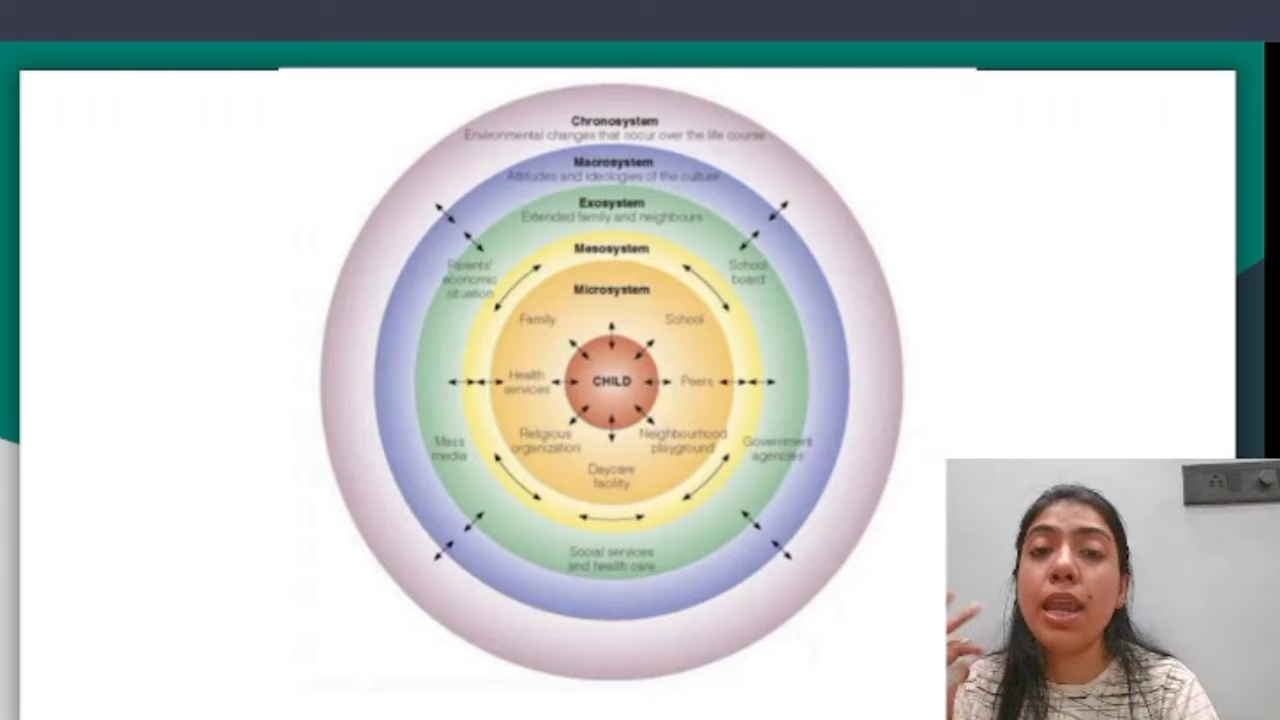 Chronosystem
Environmental changes that occur over the life course
Macrosystem
Attitudes and ideologies of the culture
Exosystem
Extended family and neighbours
Mesosystem
Parents'
economic
situation
School
board
Microsystem
Family
School
Health
services
CHILD
Peers
Religious
organization
Neighbourhood
playground
Mass
media
Government
agencies
Daycare
facility
Social services
and health care